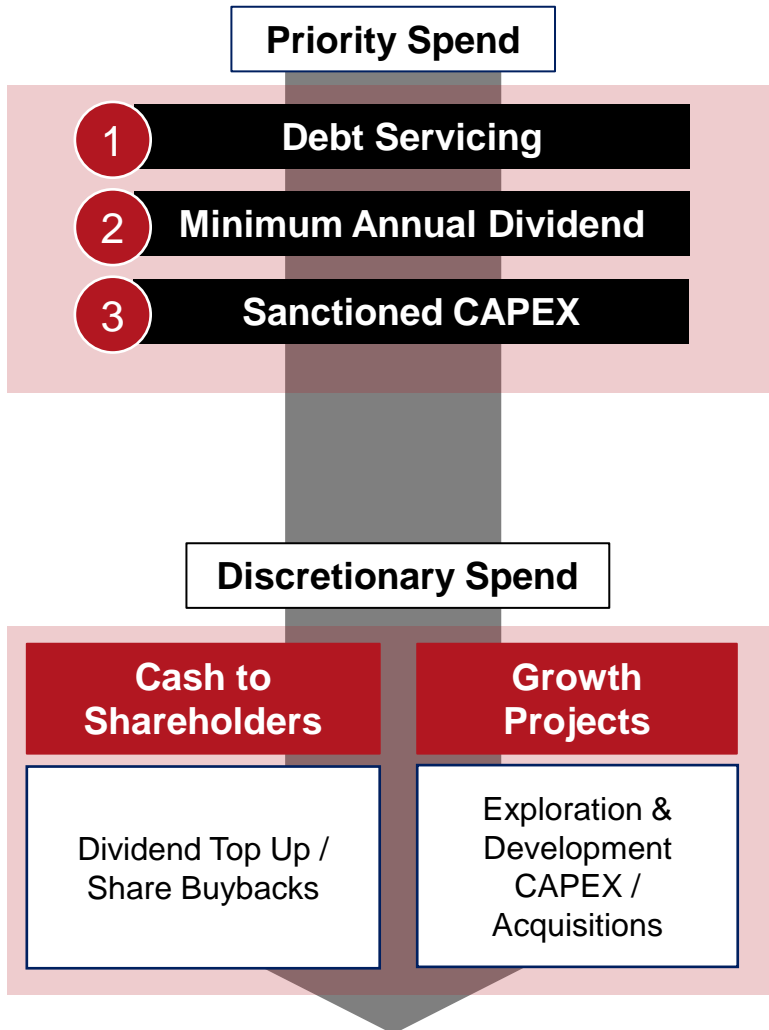 Priority Spend
1 Debt Servicing
2 Minimum Annual Dividend
3 Sanctioned CAPEX
Discretionary Spend
Cash to
Shareholders
Dividend Top Up /
Share Buybacks
Growth
Projects
Exploration &
Development
CAPEX /
Acquisitions